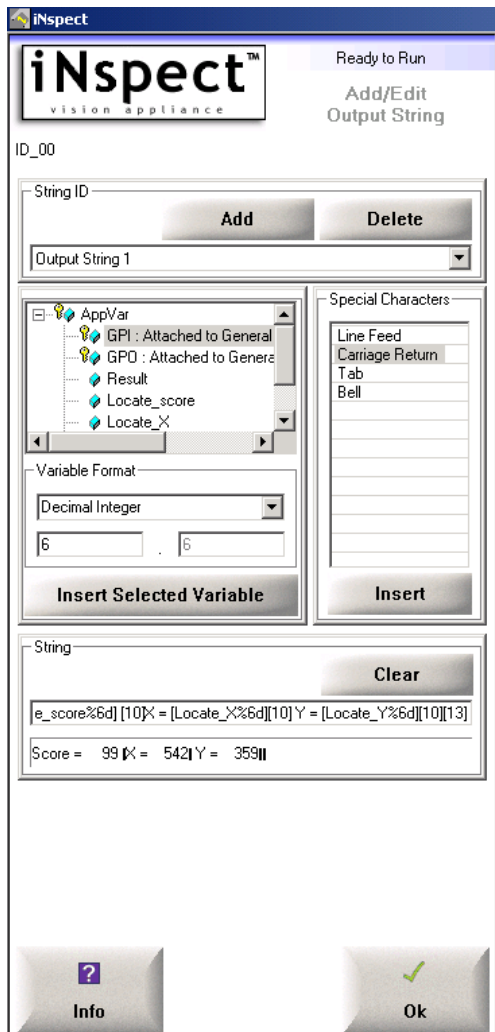 iNspect
iNspect™
vision appliance
Ready to Run
Add/Edit
Output String
ID_00
String ID
Add
Delete
Output String 1
AppVar
GPI : Attached to General
GPO : Attached to Genera
Result
Locate_score
Locate_X
Special Characters
Line Feed
Carriage Return
Tab
Bell
Variable Format
Decimal Integer
6 . 6
Insert Selected Variable
Insert
String
Clear
e_score%6d] [10]X = [Locate_X%6d][10] Y = [Locate_Y%6d][10][13]
Score = 99 X = 542 Y = 359
?
Info
Ok